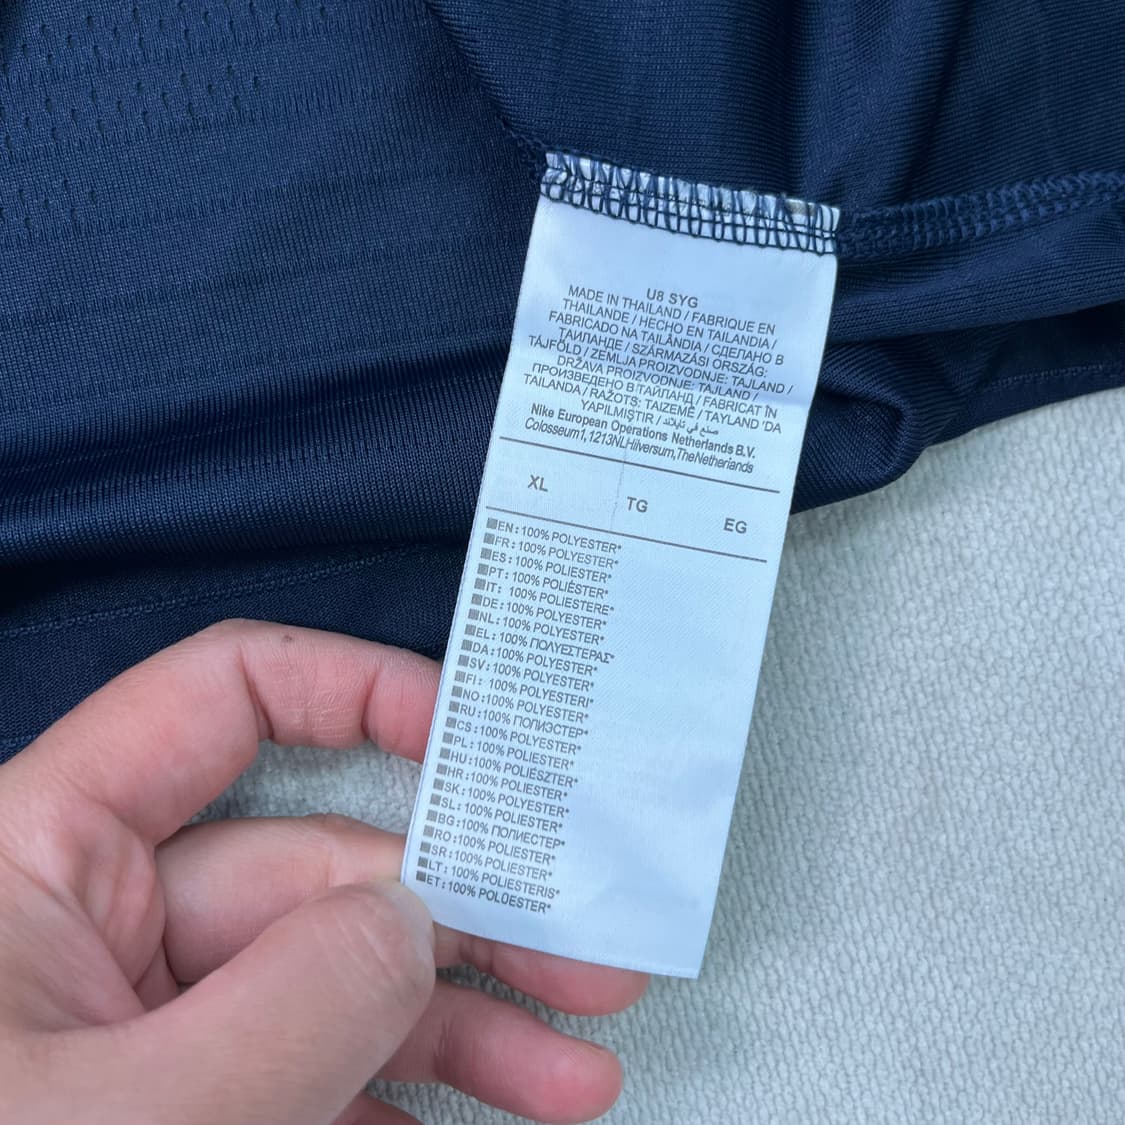 U8 SYG
MADE IN THAILAND / FABRIQUE EN
THAILANDE / HECHO EN TAILANDIA /
FABRICADO NA TAILÂNDIA / СДЕЛАНО В
ТАИЛАНДЕ / SZÁRMAZÁSI ORSZÁG:
TÁJFÖLD / ZEMLJA PROIZVODNJE: TAJLAND /
DRŽAVA PROIZVODNJE: TAJLAND /
ПРОИЗВЕДЕНО В ТАЙЛАНД / FABRICAT ÎN
TAILANDA / RAŽOTS: TAIZEMĒ / TAYLAND 'DA
YAPILMIŞTIR / صنع في تايلاند
Nike European Operations Netherlands B.V.
Colosseum1,1213NLHilversum,TheNetherlands
XL TG EG
EN:100% POLYESTER*
FR:100% POLYESTER*
ES:100% POLIESTER*
PT: 100% POLIÉSTER*
IT: 100% POLIESTERE*
DE:100% POLYESTER*
NL:100% POLYESTER*
EL:100% ΠΟΛΥΕΣΤΕΡΑΣ*
DA:100% POLYESTER*
SV:100% POLYESTER*
FI: 100% POLYESTERI*
NO:100% POLYESTER*
RU:100% ПОЛИЭСТЕР*
CS:100% POLYESTER*
PL:100% POLIESTER*
HU:100% POLIÉSZTER*
HR:100% POLIESTER*
SK:100% POLYESTER*
SL:100% POLIESTER*
BG:100% ПОЛИЕСТЕР*
RO:100% POLIESTER*
SR:100% POLIESTER*
LT:100% POLIESTERIS*
ET:100% POLÜESTER*